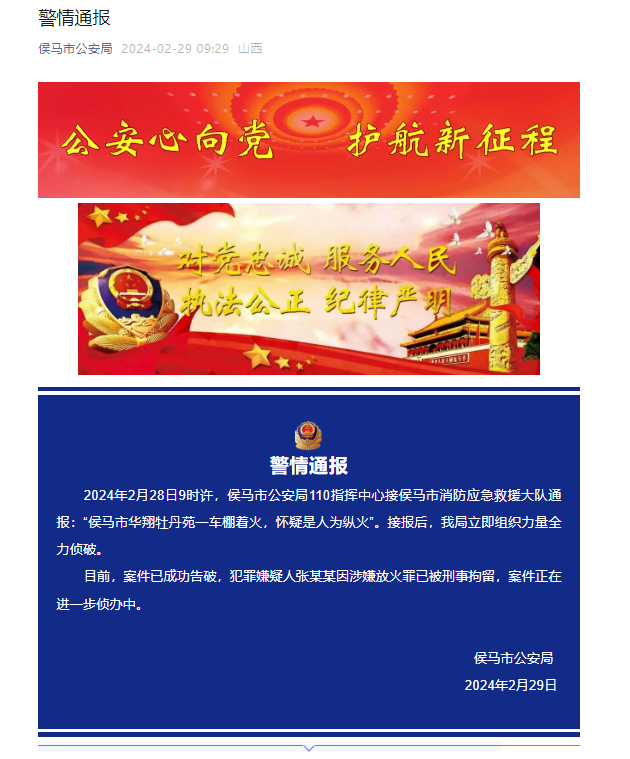 警情通报
侯马市公安局 2024-02-29 09:29 山西
公安心向党 护航新征程
对党忠诚 服务人民
执法公正 纪律严明
警情通报
2024年2月28日9时许，侯马市公安局110指挥中心接侯马市消防应急救援大队通
报：“侯马市华翔牡丹苑一车棚着火，怀疑是人为纵火”。接报后，我局立即组织力量全
力侦破。
目前，案件已成功告破，犯罪嫌疑人张某某因涉嫌放火罪已被刑事拘留，案件正在
进一步侦办中。
侯马市公安局
2024年2月29日